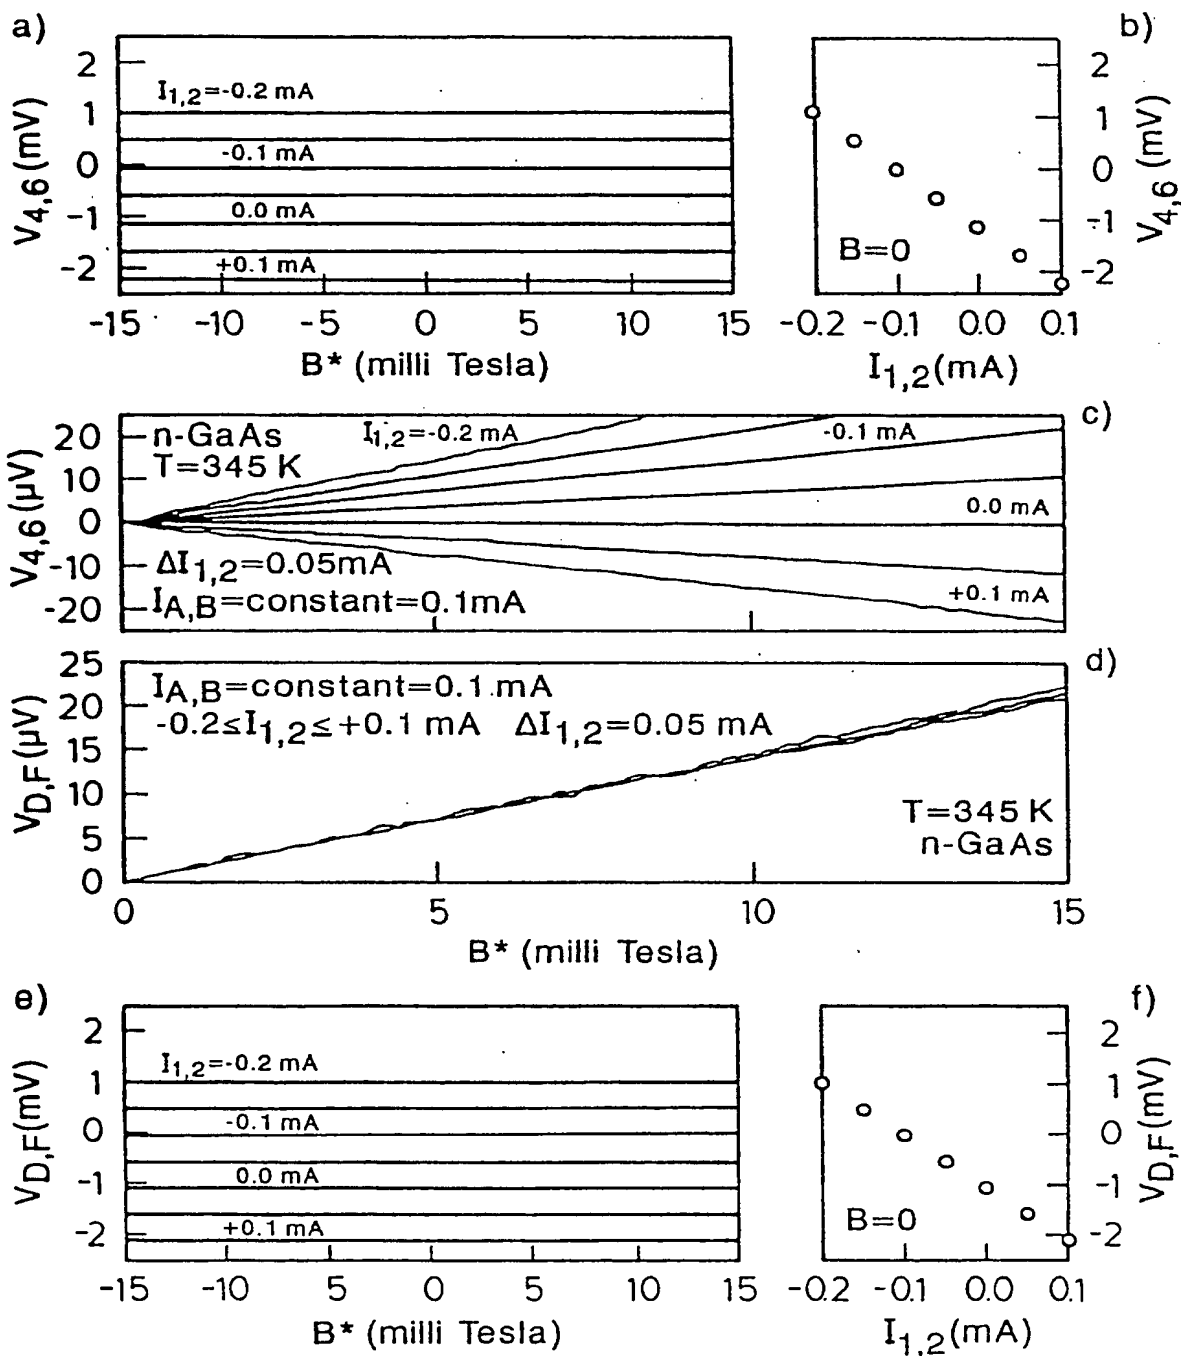 a)
V4,6 (mV)
2
1
0
-1
-2
I1,2=-0.2 mA
-0.1 mA
0.0 mA
+0.1 mA
-15 -10 -5 0 5 10 15
B* (milli Tesla)
b)
2
1
0
-1
-2
V4,6 (mV)
B=0
-0.2 -0.1 0.0 0.1
I1,2(mA)
c)
V4,6(μV)
20
10
0
-10
-20
n-GaAs
T=345 K
I1,2=-0.2 mA
-0.1 mA
0.0 mA
+0.1 mA
ΔI1,2=0.05mA
IA,B=constant=0.1mA
d)
VD,F(μV)
25
20
15
10
5
0
IA,B=constant=0.1 mA
-0.2≤I1,2≤+0.1 mA ΔI1,2=0.05 mA
T=345 K
n-GaAs
0 5 10 15
B* (milli Tesla)
e)
VD,F(mV)
2
1
0
-1
-2
I1,2=-0.2 mA
-0.1 mA
0.0 mA
+0.1 mA
-15 -10 -5 0 5 10 15
B* (milli Tesla)
f)
2
1
0
-1
-2
VD,F(mV)
B=0
-0.2 -0.1 0.0 0.1
I1,2(mA)